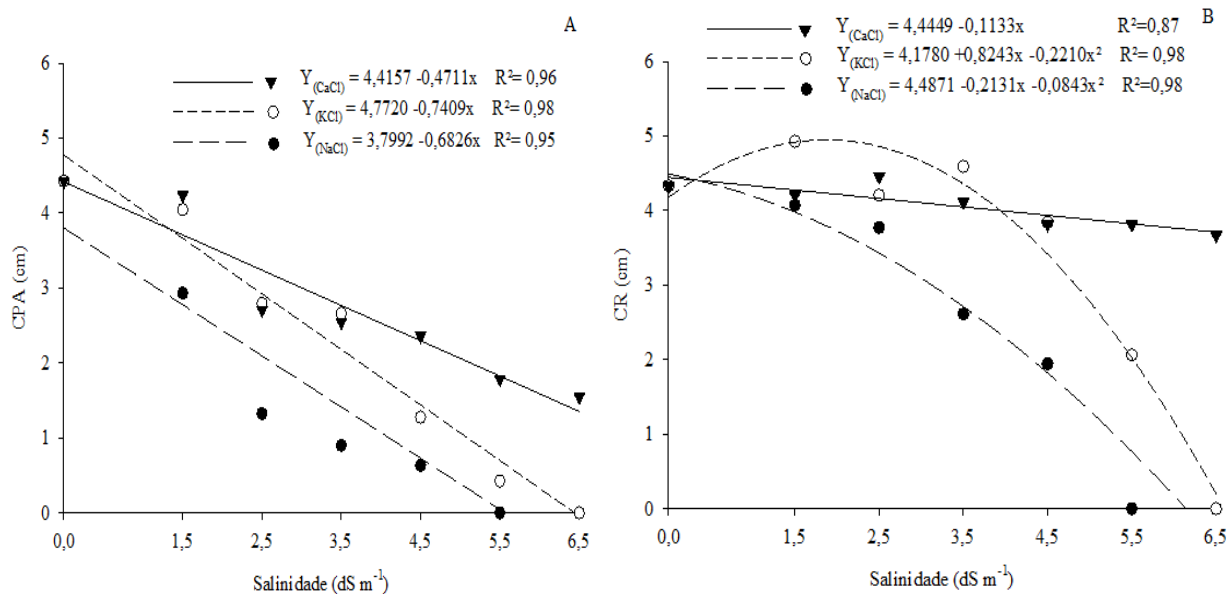 A
Y(CaCl) = 4,4157 -0,4711x R²= 0,96
Y(KCl) = 4,7720 -0,7409x R²= 0,98
Y(NaCl) = 3,7992 -0,6826x R²= 0,95
6
5
4
3
2
1
0
CPA (cm)
0,0 1,5 2,5 3,5 4,5 5,5 6,5
Salinidade (dS m⁻¹)
B
Y(CaCl) = 4,4449 -0,1133x R²=0,87
Y(KCl) = 4,1780 +0,8243x -0,2210x² R²=0,98
Y(NaCl) = 4,4871 -0,2131x -0,0843x² R²=0,98
6
5
4
3
2
1
0
CR (cm)
0,0 1,5 2,5 3,5 4,5 5,5 6,5
Salinidade (dS m⁻¹)